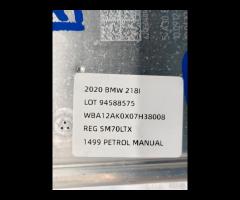 2020 BMW 218I
LOT 94588575
WBA12AK0X07H38008
REG SM70LTX
1499 PETROL MANUAL